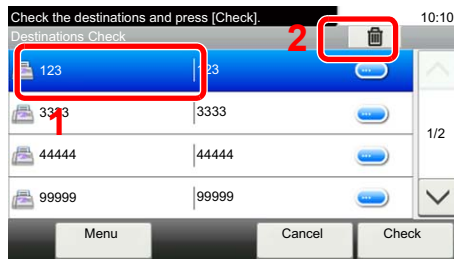 Check the destinations and press [Check].
10:10
Destinations Check
2
123 123
1
3333 3333
1/2
44444 44444
99999 99999
Menu Cancel Check